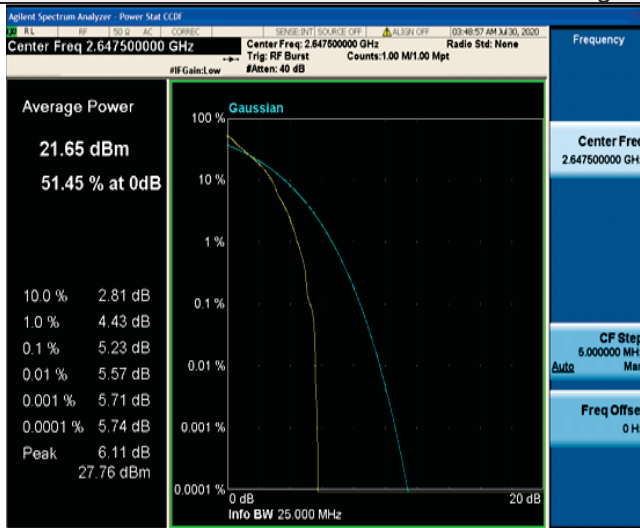 Agilent Spectrum Analyzer - Power Stat CCDF
RL RF 50 Ω AC CORREC SENSE:INT SOURCE OFF ALIGN OFF 03:48:57 AM Jul 30, 2020
Center Freq 2.647500000 GHz
Center Freq: 2.647500000 GHz Radio Std: None
Trig: RF Burst Counts:1.00 M/1.00 Mpt
#IFGain:Low #Atten: 40 dB
Average Power
21.65 dBm
51.45 % at 0dB
10.0 % 2.81 dB
1.0 % 4.43 dB
0.1 % 5.23 dB
0.01 % 5.57 dB
0.001 % 5.71 dB
0.0001 % 5.74 dB
Peak 6.11 dB
27.76 dBm
Gaussian
100 %
10 %
1 %
0.1 %
0.01 %
0.001 %
0.0001 %
0 dB 20 dB
Info BW 25.000 MHz
Frequency
Center Freq
2.647500000 GH
CF Step
5.000000 MH
Auto Man
Freq Offse
0 H